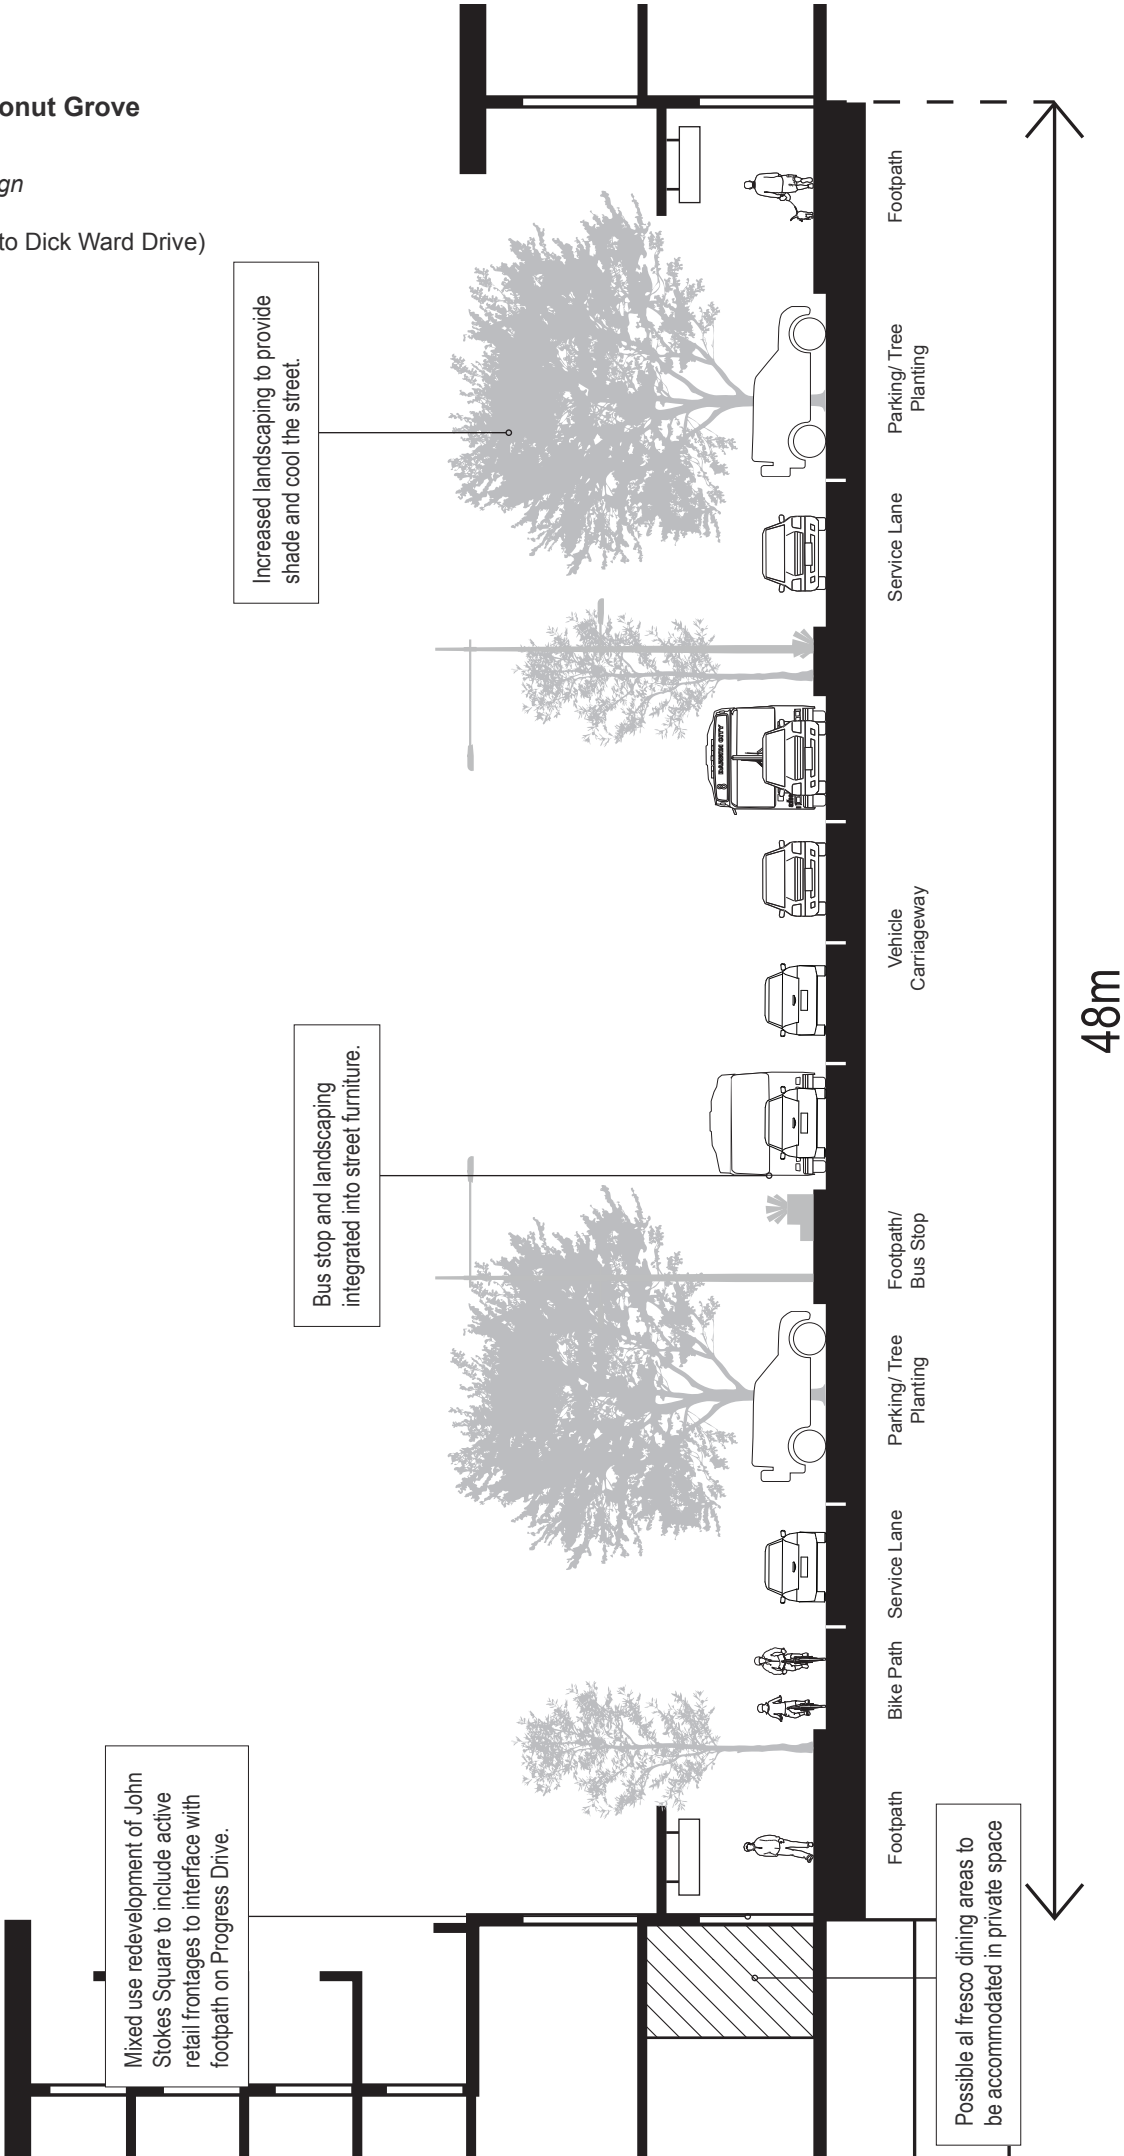 onut Grove
gn
to Dick Ward Drive)
Mixed use redevelopment of John
Stokes Square to include active
retail frontages to interface with
footpath on Progress Drive.
Bus stop and landscaping
integrated into street furniture.
Increased landscaping to provide
shade and cool the street.
DARWIN CITY
8
Footpath
Bike Path
Service Lane
Parking/ Tree
Planting
Footpath/
Bus Stop
Vehicle
Carriageway
Service Lane
Parking/ Tree
Planting
Footpath
Possible al fresco dining areas to
be accommodated in private space
48m